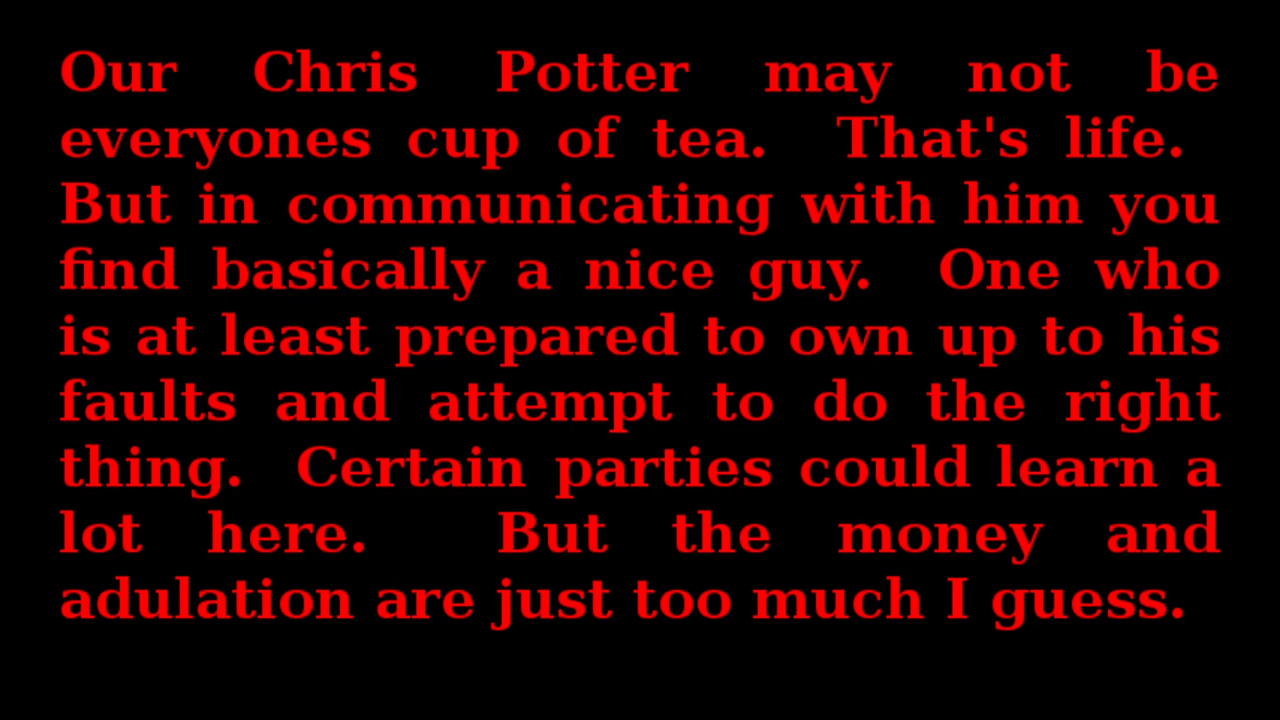 Our Chris Potter may not be
everyones cup of tea.  That's life.
But in communicating with him you
find basically a nice guy.  One who
is at least prepared to own up to his
faults and attempt to do the right
thing.  Certain parties could learn a
lot here.  But the money and
adulation are just too much I guess.